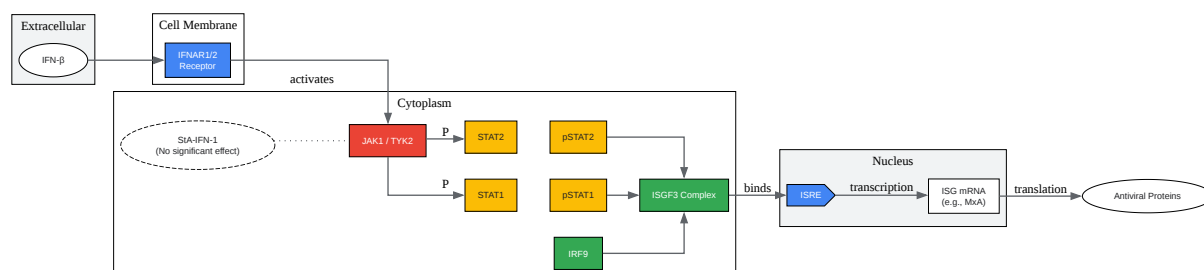 Extracellular
IFN-β
Cell Membrane
IFNAR1/2
Receptor
activates
Cytoplasm
StA-IFN-1
(No significant effect)
JAK1 / TYK2
P
STAT2
P
STAT1
pSTAT2
pSTAT1
ISGF3 Complex
IRF9
binds
Nucleus
ISRE
transcription
ISG mRNA
(e.g., MxA)
translation
Antiviral Proteins